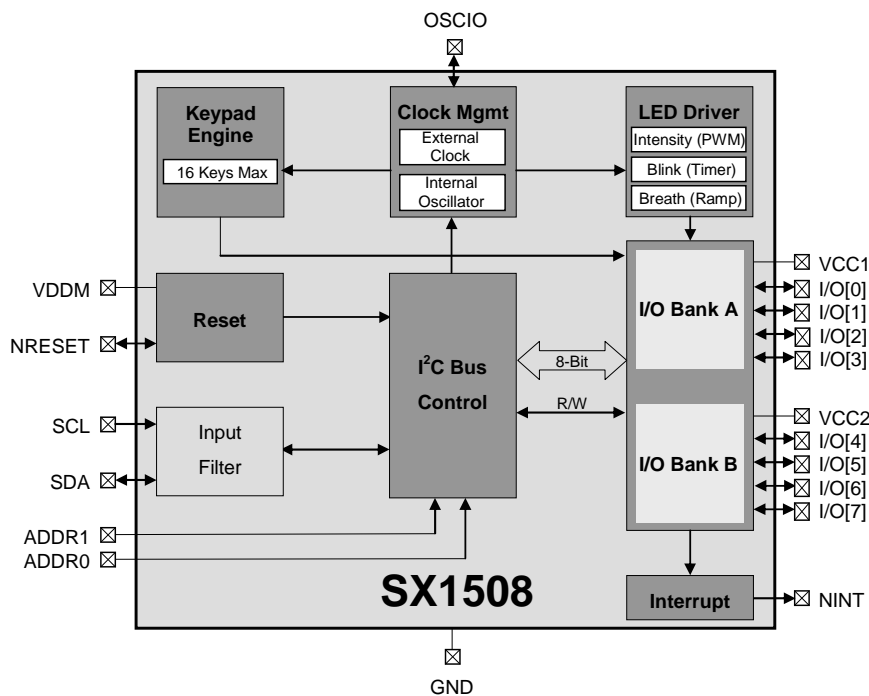 OSCIO
Keypad
Engine
16 Keys Max
Clock Mgmt
External
Clock
Internal
Oscillator
LED Driver
Intensity (PWM)
Blink (Timer)
Breath (Ramp)
VDDM
NRESET
Reset
SCL
SDA
Input
Filter
ADDR1
ADDR0
I²C Bus
Control
8-Bit
R/W
I/O Bank A
I/O Bank B
VCC1
I/O[0]
I/O[1]
I/O[2]
I/O[3]
VCC2
I/O[4]
I/O[5]
I/O[6]
I/O[7]
SX1508
Interrupt
NINT
GND